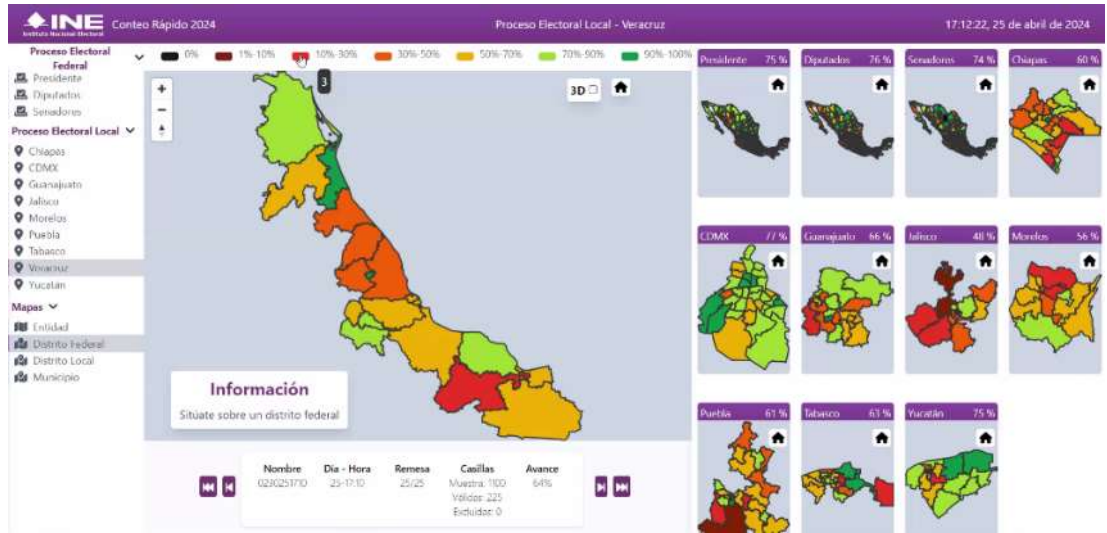 INE
Instituto Nacional Electoral
Conteo Rápido 2024
Proceso Electoral Local - Veracruz
17:12:22, 25 de abril de 2024
Proceso Electoral
Federal
Presidente
Diputados
Senadores
Proceso Electoral Local
Chiapas
CDMX
Guanajuato
Jalisco
Morelos
Puebla
Tabasco
Veracruz
Yucatán
Mapas
Entidad
Distrito Federal
Distrito Local
Municipio
0%
1%-10%
10%-30%
30%-50%
50%-70%
70%-90%
90%-100%
3
+
−
3D
Información
Sitúate sobre un distrito federal
Nombre
Día - Hora
Remesa
Casillas
Avance
0230251710
25-17:10
25/25
Muestra: 1100
64%
Válidas: 225
Excluidas: 0
Presidente 75 %
Diputados 76 %
Senadores 74 %
Chiapas 60 %
CDMX 77 %
Guanajuato 66 %
Jalisco 48 %
Morelos 56 %
Puebla 61 %
Tabasco 63 %
Yucatán 75 %